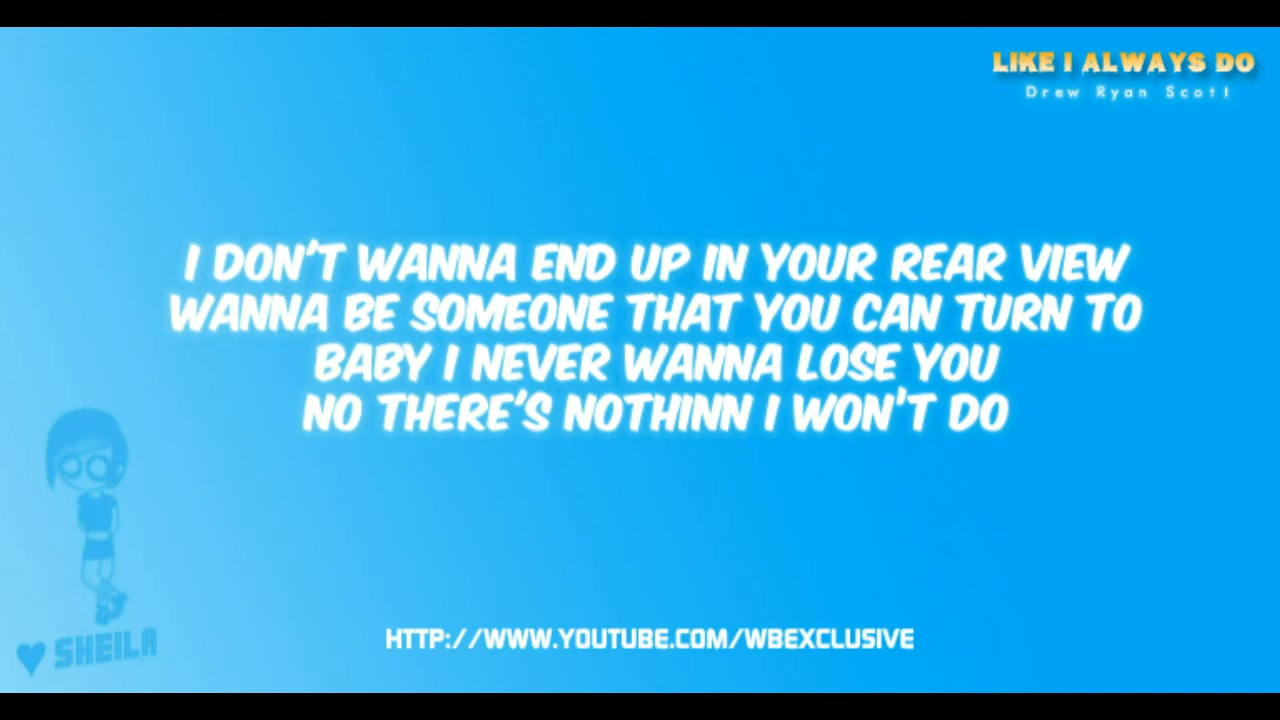 LIKE I ALWAYS DO
Drew Ryan Scott
I DON'T WANNA END UP IN YOUR REAR VIEW
WANNA BE SOMEONE THAT YOU CAN TURN TO
BABY I NEVER WANNA LOSE YOU
NO THERE'S NOTHINN I WON'T DO
♥ SHEILA
HTTP://WWW.YOUTUBE.COM/WBEXCLUSIVE